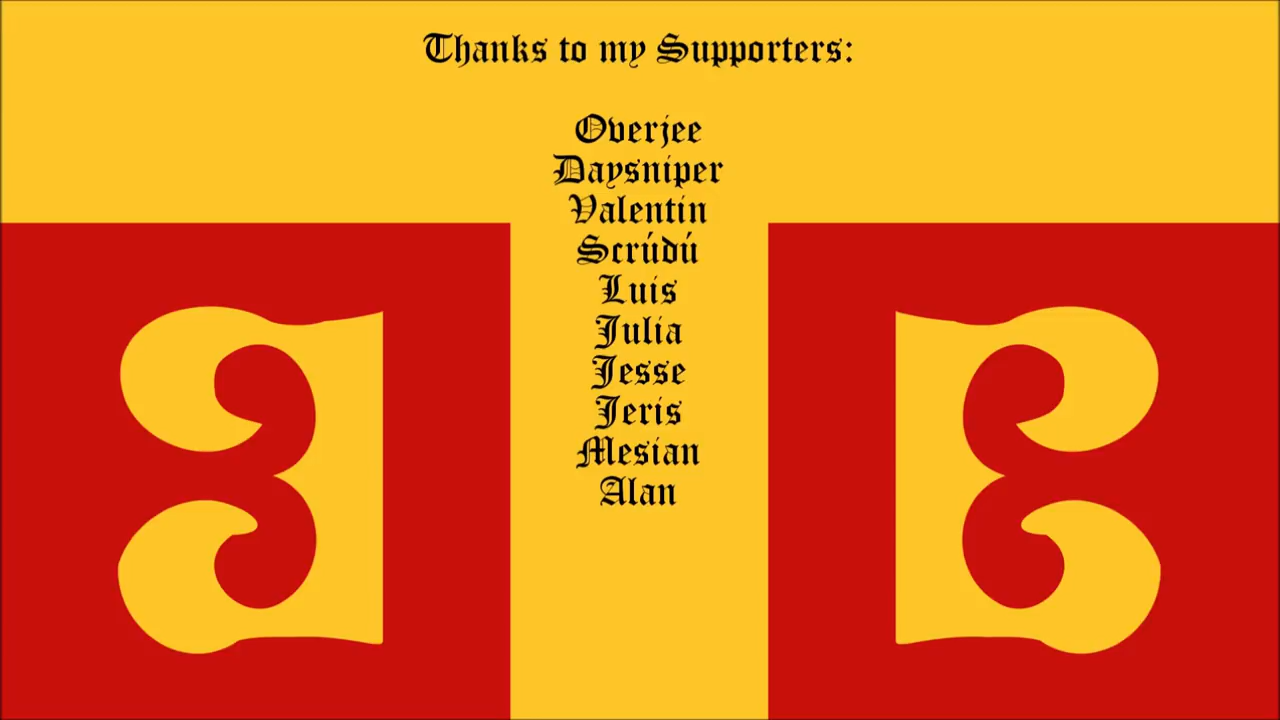 Thanks to my Supporters:
Overjee
Daysniper
Valentin
Scrúdú
Luis
Julia
Jesse
Jeris
Mesian
Alan